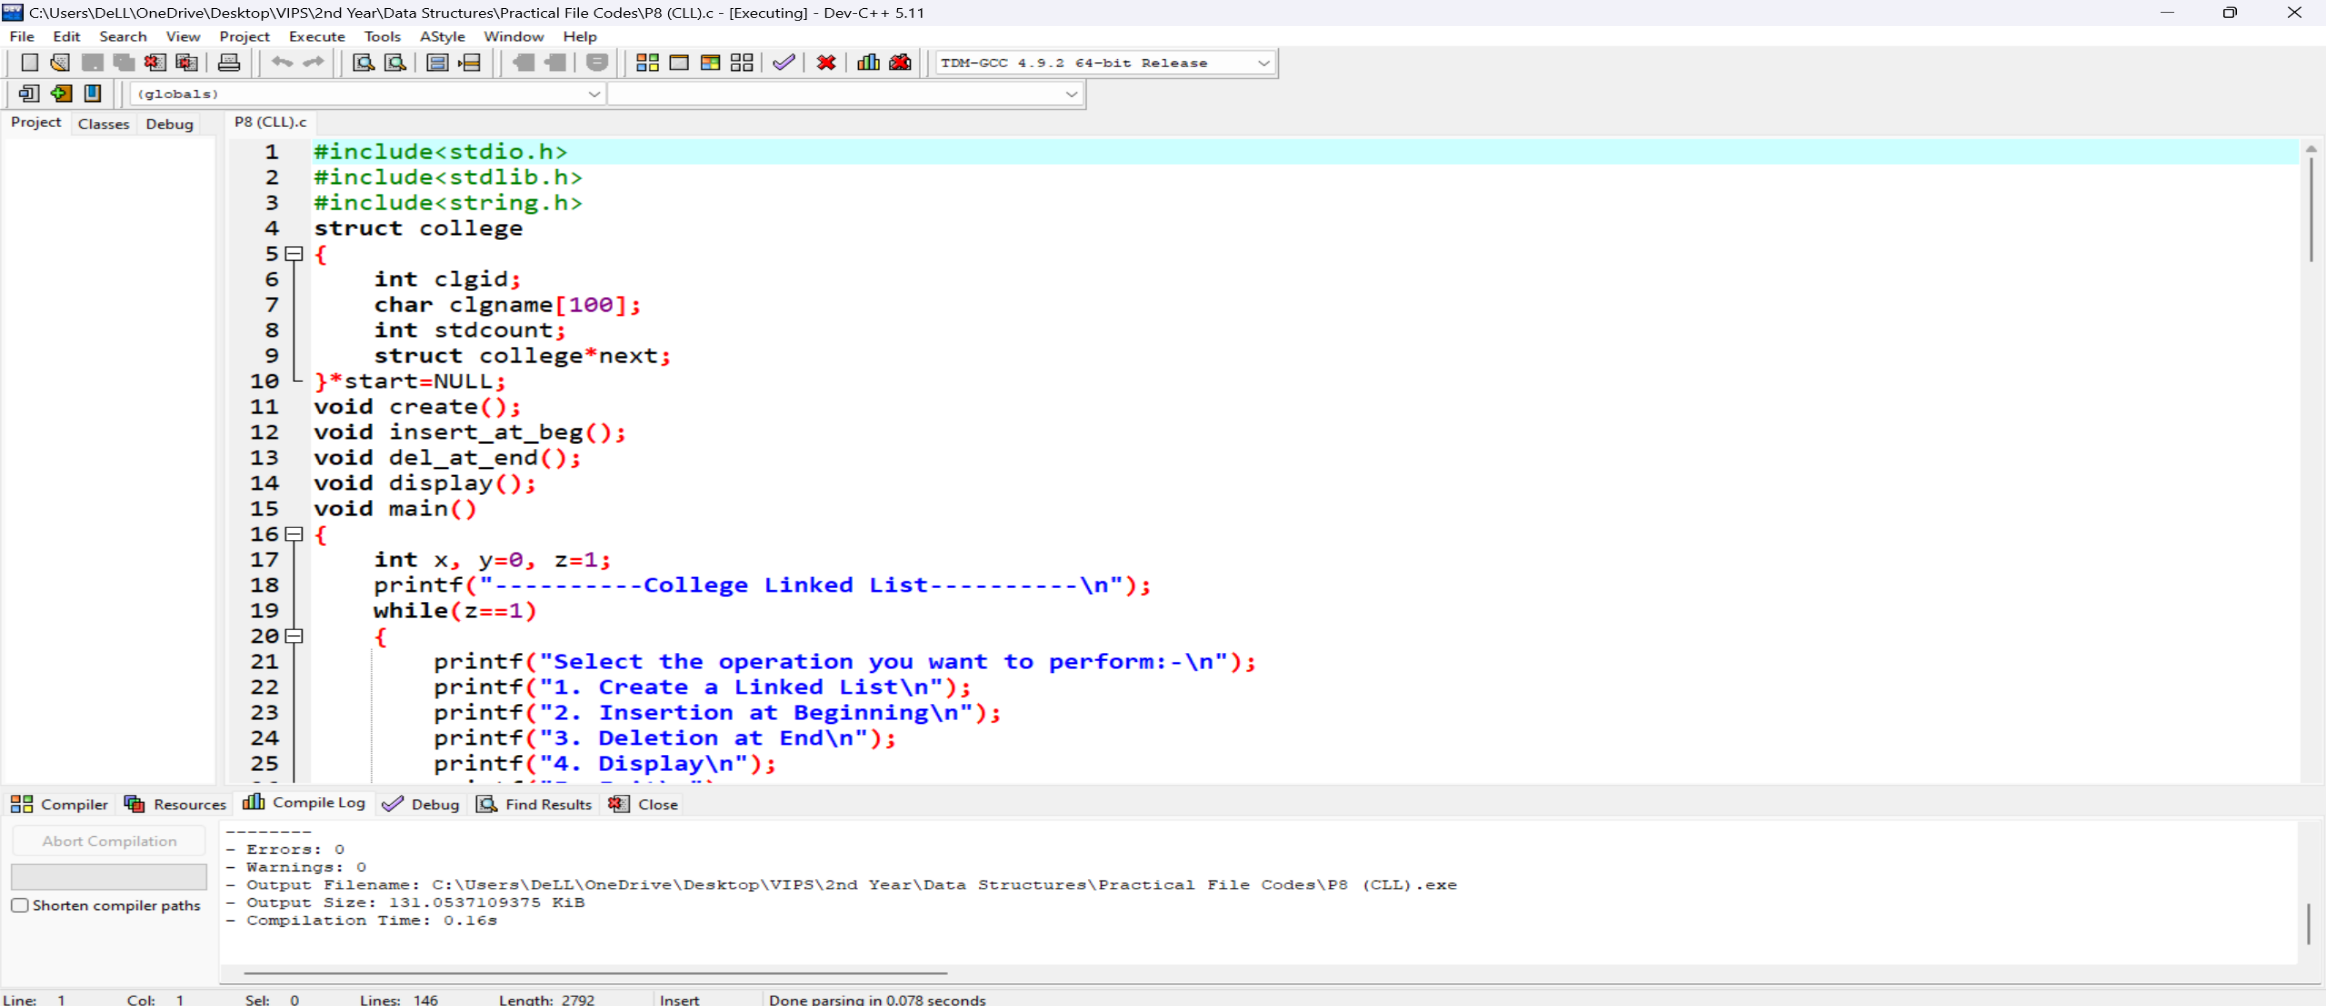 C:\Users\DeLL\OneDrive\Desktop\VIPS\2nd Year\Data Structures\Practical File Codes\P8 (CLL).c - [Executing] - Dev-C++ 5.11
File Edit Search View Project Execute Tools AStyle Window Help
TDM-GCC 4.9.2 64-bit Release
(globals)
Project Classes Debug P8 (CLL).c
1 #include<stdio.h>
2 #include<stdlib.h>
3 #include<string.h>
4 struct college
5 {
6 int clgid;
7 char clgname[100];
8 int stdcount;
9 struct college*next;
10 }*start=NULL;
11 void create();
12 void insert_at_beg();
13 void del_at_end();
14 void display();
15 void main()
16 {
17 int x, y=0, z=1;
18 printf("----------College Linked List----------\n");
19 while(z==1)
20 {
21 printf("Select the operation you want to perform:-\n");
22 printf("1. Create a Linked List\n");
23 printf("2. Insertion at Beginning\n");
24 printf("3. Deletion at End\n");
25 printf("4. Display\n");
Compiler Resources Compile Log Debug Find Results Close
Abort Compilation
Shorten compiler paths
--------
- Errors: 0
- Warnings: 0
- Output Filename: C:\Users\DeLL\OneDrive\Desktop\VIPS\2nd Year\Data Structures\Practical File Codes\P8 (CLL).exe
- Output Size: 131.0537109375 KiB
- Compilation Time: 0.16s
Line: 1 Col: 1 Sel: 0 Lines: 146 Length: 2792 Insert Done parsing in 0.078 seconds